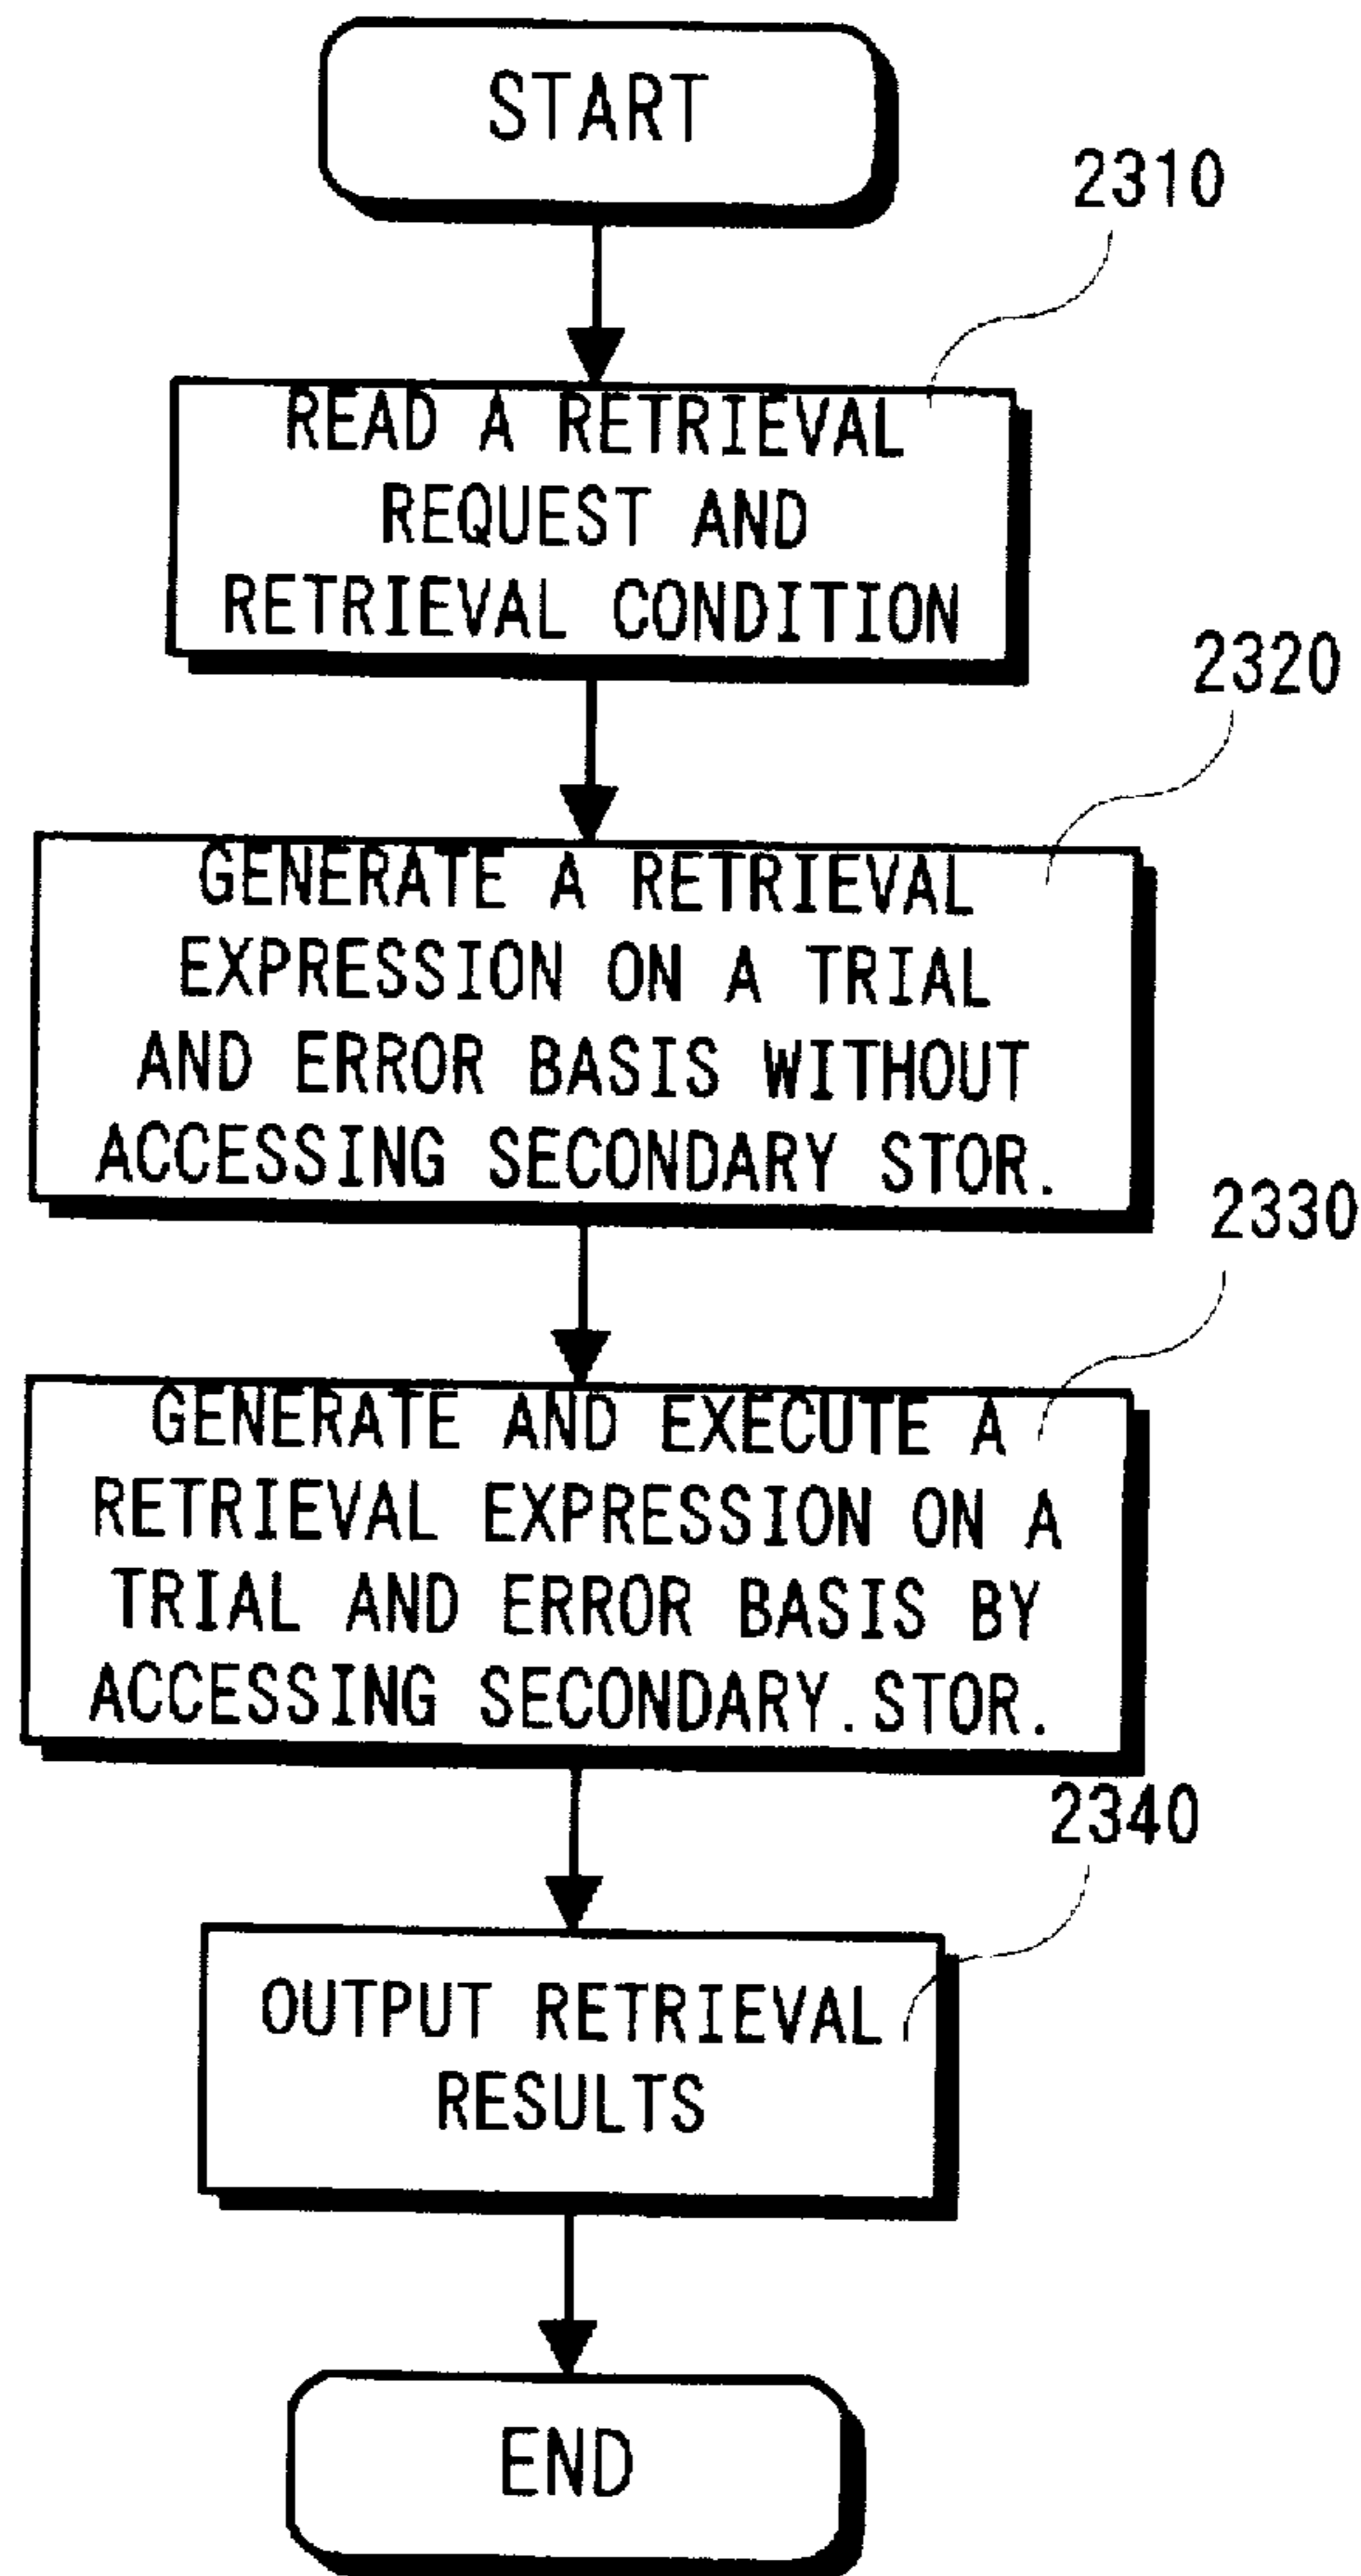 START
2310
READ A RETRIEVAL
REQUEST AND
RETRIEVAL CONDITION
2320
GENERATE A RETRIEVAL
EXPRESSION ON A TRIAL
AND ERROR BASIS WITHOUT
ACCESSING SECONDARY STOR.
2330
GENERATE AND EXECUTE A
RETRIEVAL EXPRESSION ON A
TRIAL AND ERROR BASIS BY
ACCESSING SECONDARY.STOR.
2340
OUTPUT RETRIEVAL
RESULTS
END